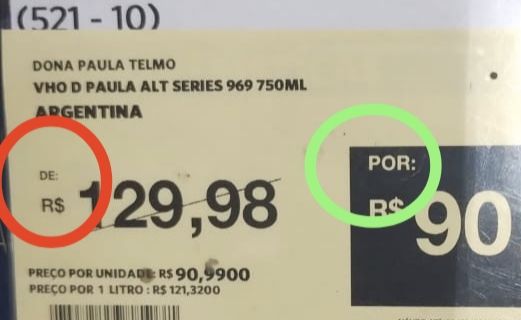 (521 - 10)
DONA PAULA TELMO
VHO D PAULA ALT SERIES 969 750ML
ARGENTINA
DE:
R$ 129,98
POR:
R$ 90
PREÇO POR UNIDADE: R$ 90,9900
PREÇO POR 1 LITRO : R$ 121,3200